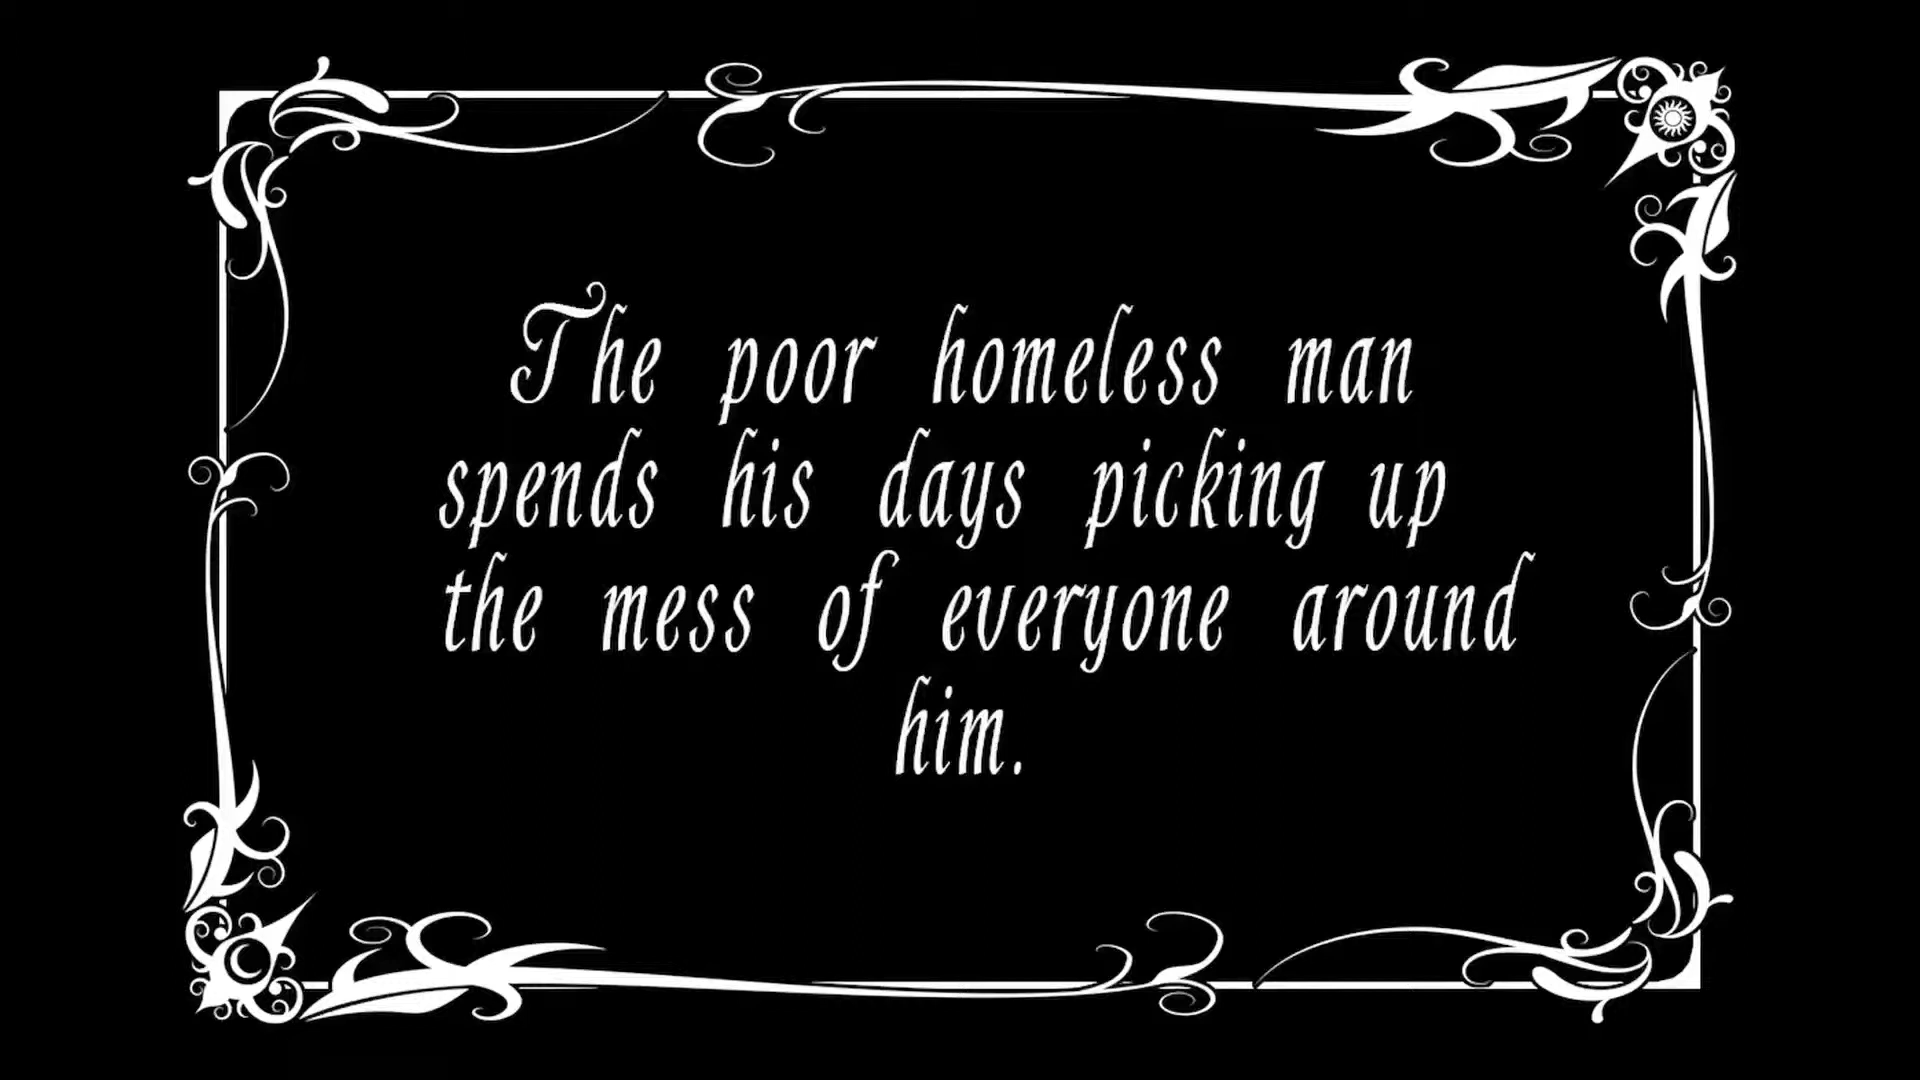 The poor homeless man
spends his days picking up
the mess of everyone around
him.